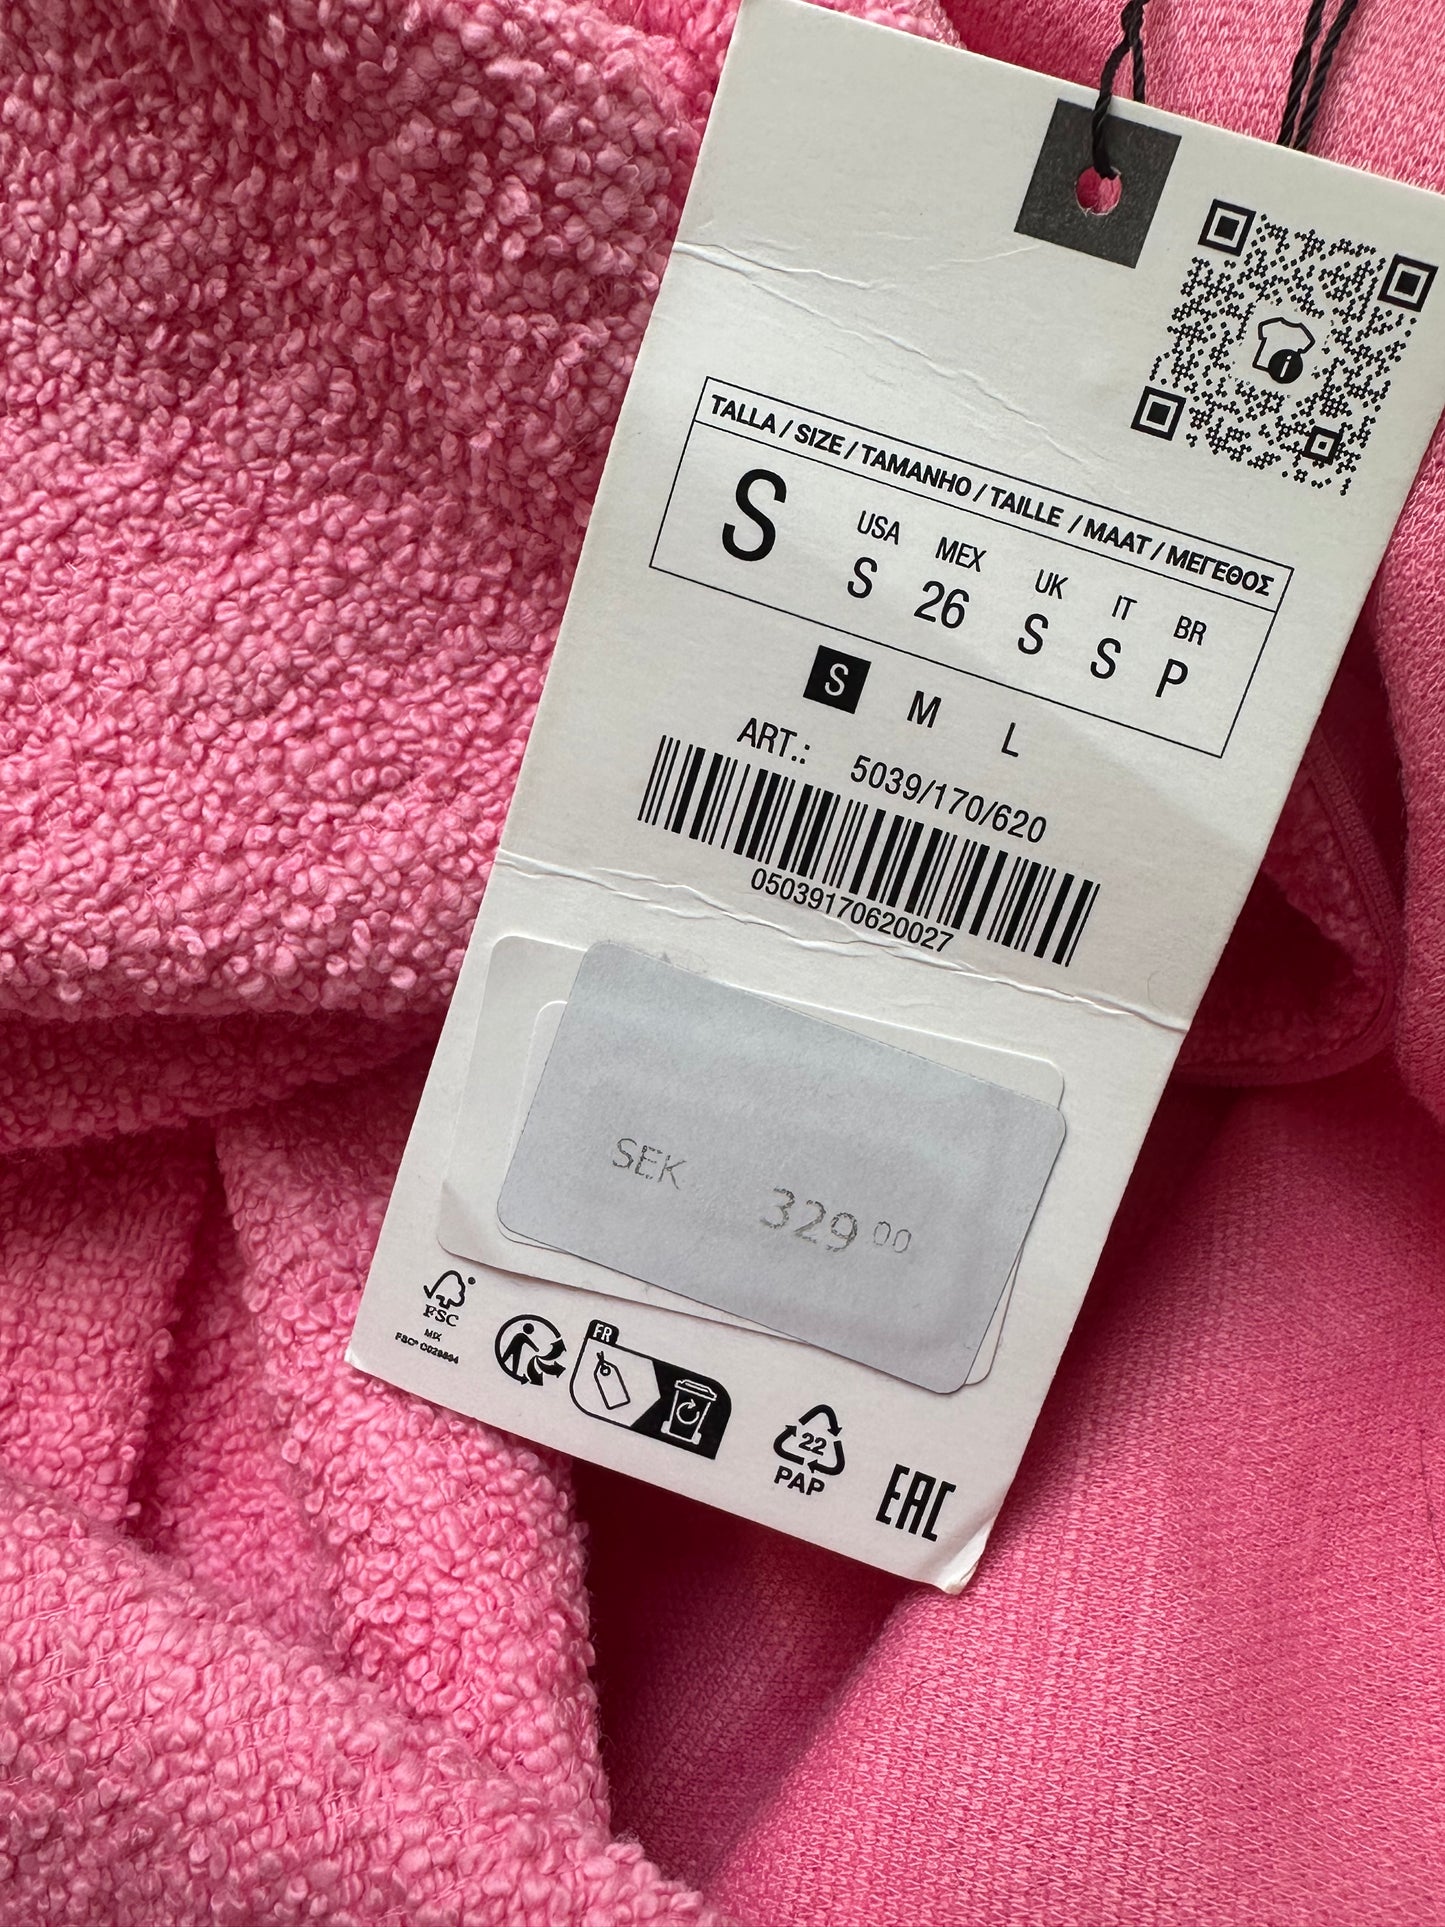 TALLA / SIZE / TAMANHO / TAILLE / MAAT / ΜΕΓΕΘΟΣ
S
USA MEX UK IT BR
S 26 S S P
S M L
ART.: 5039/170/620
05039170620027
SEK 329 00
FSC
MIX
FR
22
PAP
EAC